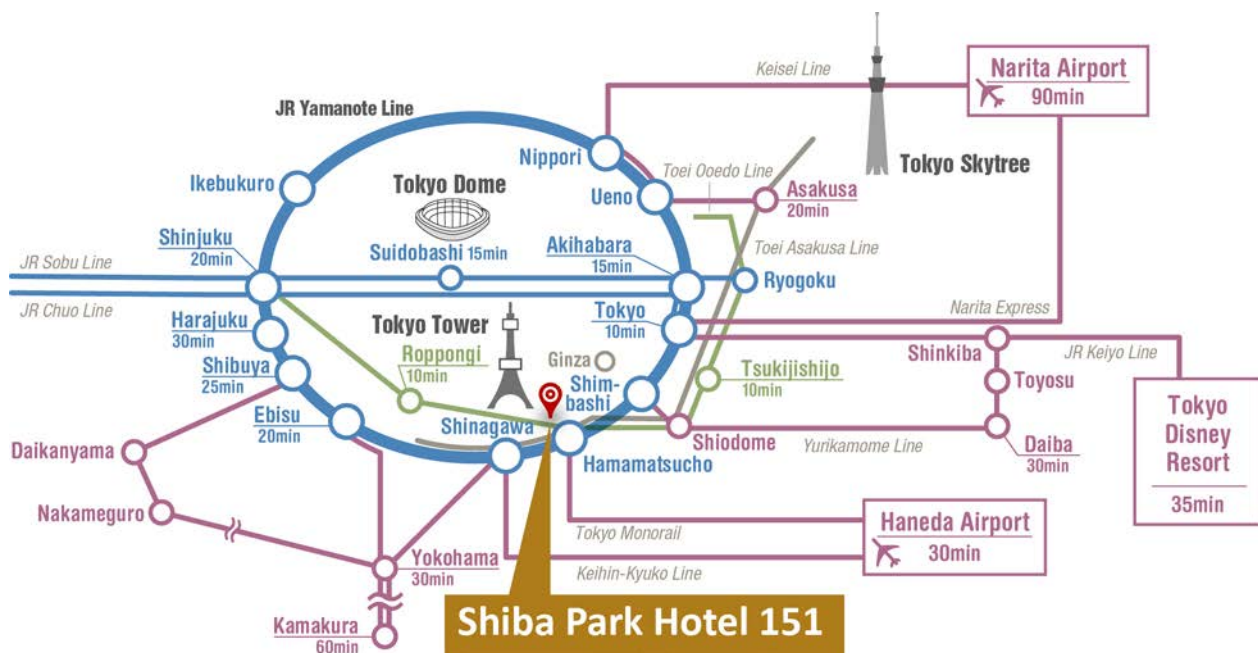 Keisei Line
Narita Airport
90min
JR Yamanote Line
Nippori
Tokyo Skytree
Toei Ooedo Line
Ikebukuro
Tokyo Dome
Ueno
Asakusa
20min
Shinjuku
20min
Suidobashi 15min
Akihabara
15min
Toei Asakusa Line
JR Sobu Line
Ryogoku
JR Chuo Line
Harajuku
30min
Tokyo Tower
Tokyo
10min
Narita Express
Shinkiba
JR Keiyo Line
Roppongi
10min
Ginza
Shibuya
25min
Tsukijishijo
10min
Toyosu
Shim-
bashi
Ebisu
20min
Shinagawa
Hamamatsucho
Shiodome
Yurikamome Line
Daiba
30min
Tokyo
Disney
Resort
35min
Daikanyama
Nakameguro
Tokyo Monorail
Haneda Airport
30min
Yokohama
30min
Keihin-Kyuko Line
Kamakura
60min
Shiba Park Hotel 151